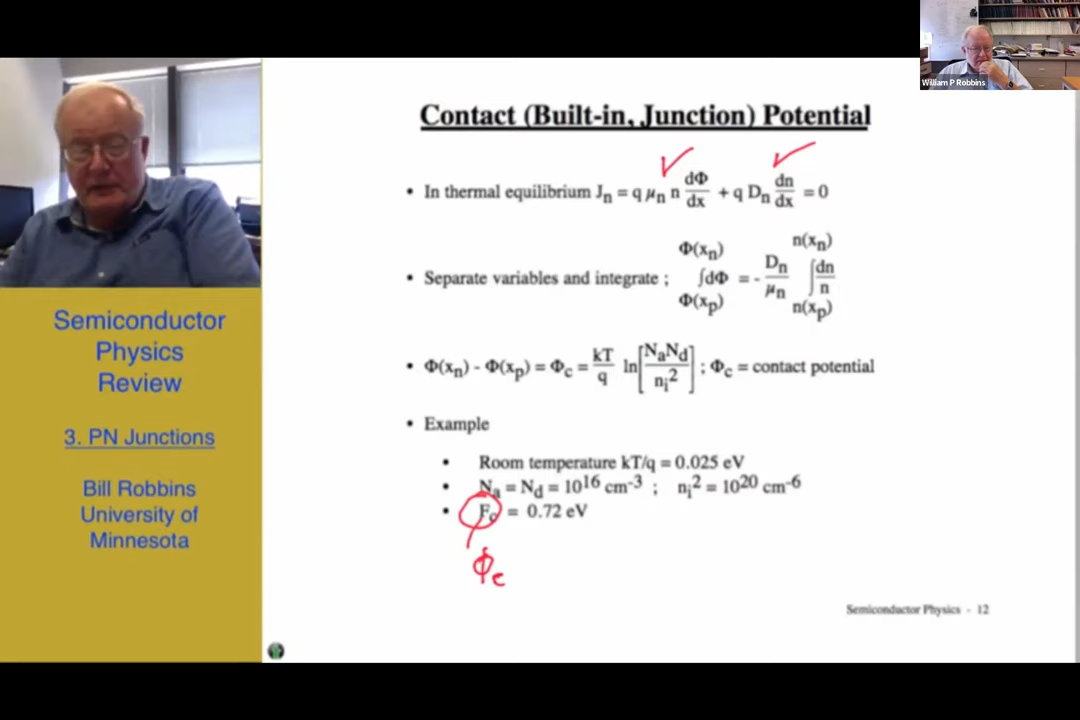 William P Robbins
Contact (Built-in, Junction) Potential
• In thermal equilibrium Jn = q μn n dΦ/dx + q Dn dn/dx = 0
• Separate variables and integrate ; Φ(xn) ∫dΦ Φ(xp) = - Dn/μn n(xn) ∫dn/n n(xp)
• Φ(xn) - Φ(xp) = Φc = kT/q ln[NaNd/ni²] ; Φc = contact potential
• Example
• Room temperature kT/q = 0.025 eV
• Na = Nd = 10¹⁶ cm⁻³ ; ni² = 10²⁰ cm⁻⁶
• Fc = 0.72 eV
Φc
Semiconductor Physics - 12
Semiconductor
Physics
Review
3. PN Junctions
Bill Robbins
University of
Minnesota